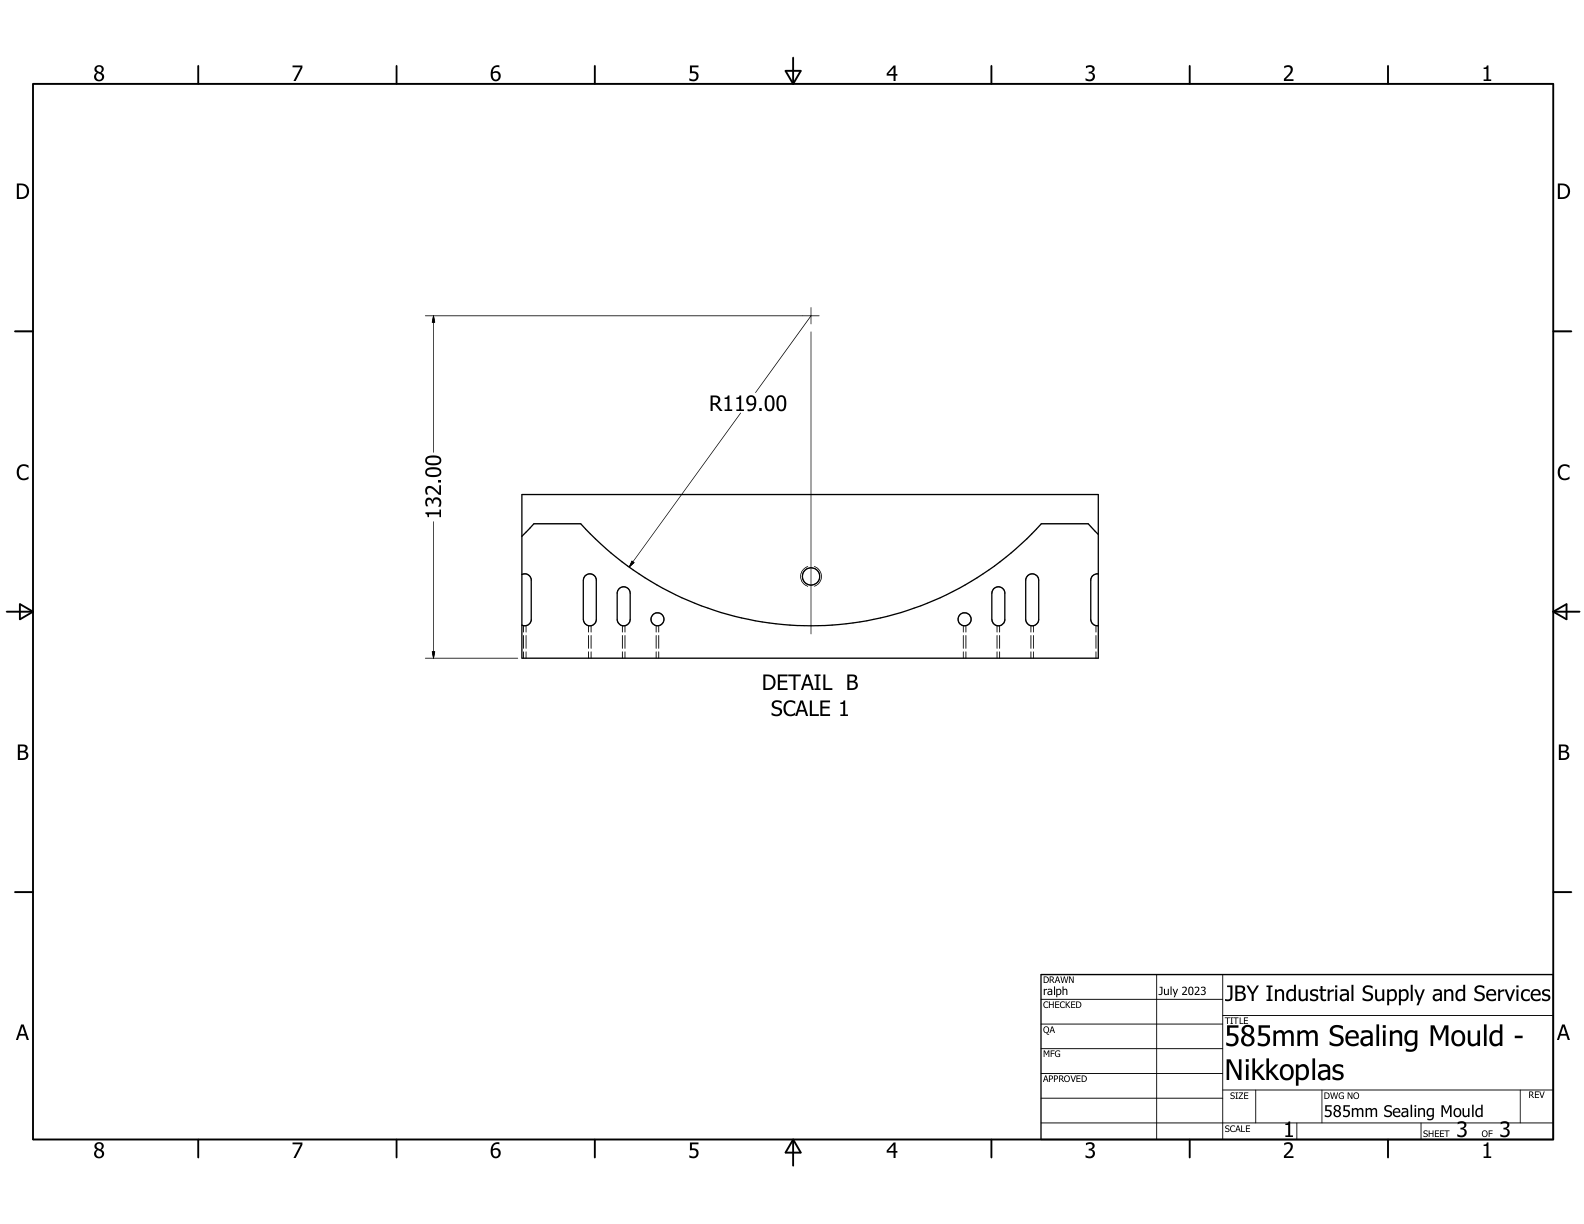 8 7 6 5 4 3 2 1
D D
R119.00
132.00
C C
DETAIL B
SCALE 1
B B
DRAWN
ralph
July 2023
JBY Industrial Supply and Services
CHECKED
TITLE
585mm Sealing Mould -
Nikkoplas
QA
MFG
APPROVED
A A
SIZE
DWG NO
585mm Sealing Mould
REV
SCALE 1
SHEET 3 OF 3
8 7 6 5 4 3 2 1